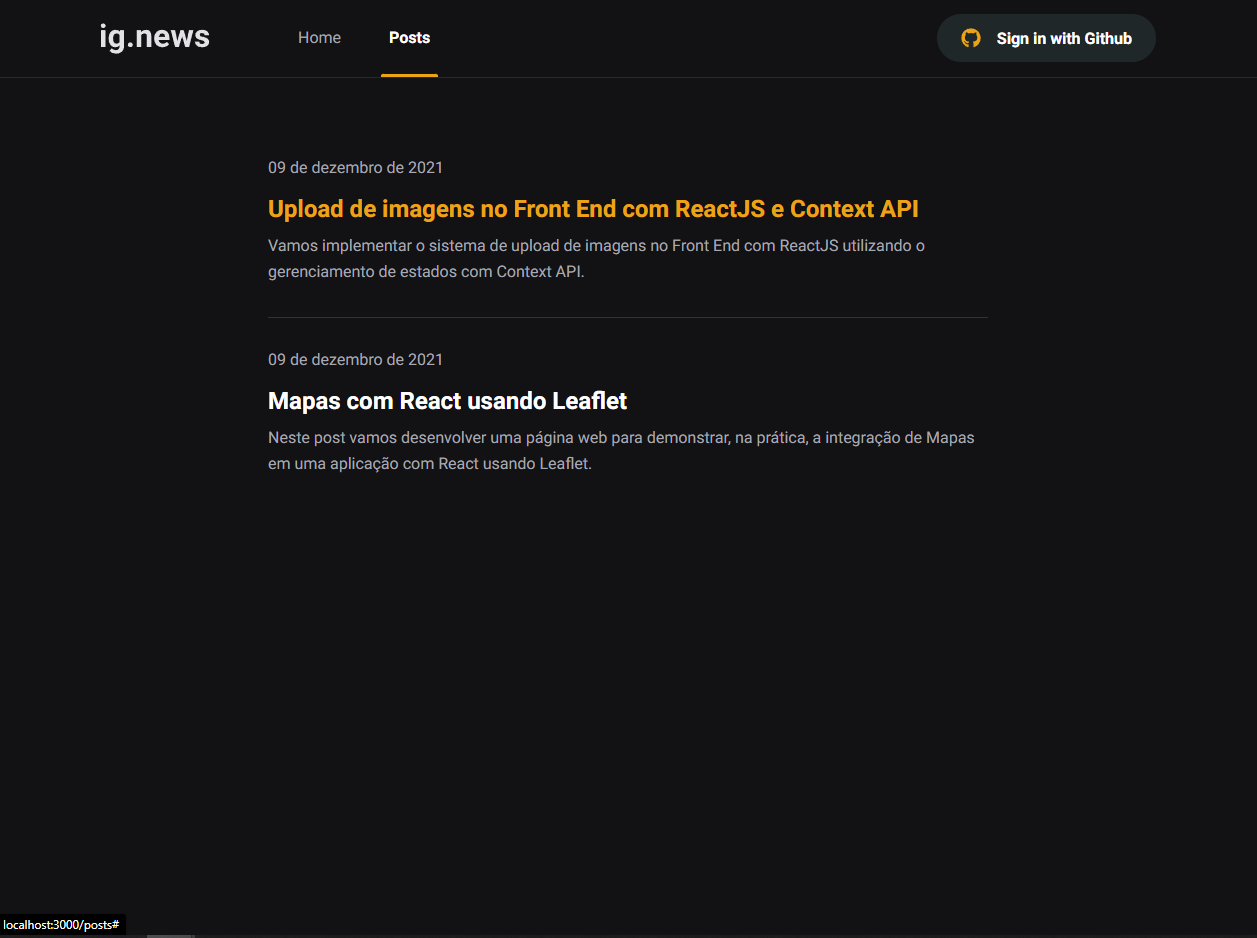 ig.news
Home
Posts
Sign in with Github
09 de dezembro de 2021
Upload de imagens no Front End com ReactJS e Context API
Vamos implementar o sistema de upload de imagens no Front End com ReactJS utilizando o
gerenciamento de estados com Context API.
09 de dezembro de 2021
Mapas com React usando Leaflet
Neste post vamos desenvolver uma página web para demonstrar, na prática, a integração de Mapas
em uma aplicação com React usando Leaflet.
localhost:3000/posts#